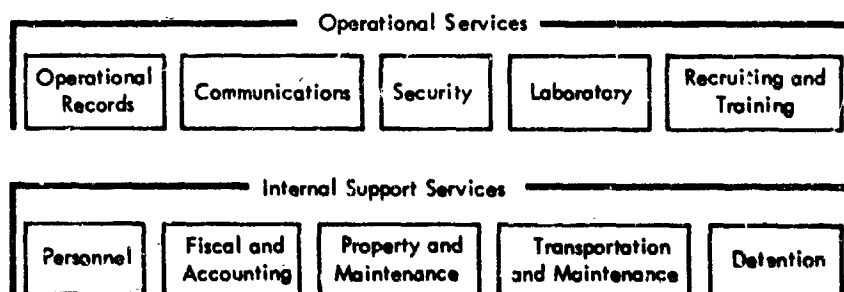 Operational Services
Operational
Records
Communications
Security
Laboratory
Recruiting and
Training
Internal Support Services
Personnel
Fiscal and
Accounting
Property and
Maintenance
Transportation
and Maintenance
Detention